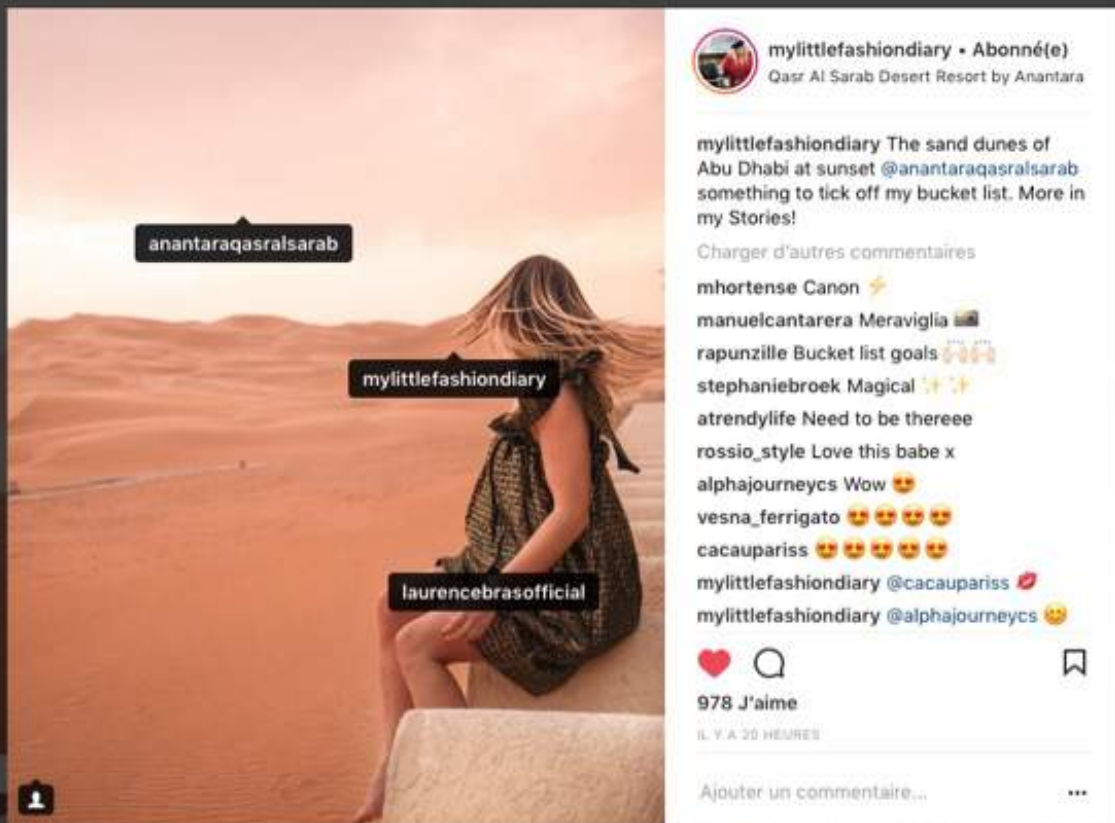 anantaraqasralsarab
mylittlefashiondiary
laurencebrasofficial
mylittlefashiondiary • Abonné(e)
Qasr Al Sarab Desert Resort by Anantara
mylittlefashiondiary The sand dunes of
Abu Dhabi at sunset @anantaraqasralsarab
something to tick off my bucket list. More in
my Stories!
Charger d'autres commentaires
mhortense Canon ⚡
manuelcantarera Meraviglia 📸
rapunzille Bucket list goals 🙌🏻🙌🏻
stephaniebroek Magical ✨✨
atrendylife Need to be thereee
rossio_style Love this babe x
alphajourneycs Wow 😍
vesna_ferrigato 😍😍😍😍
cacaupariss 😍😍😍😍😍
mylittlefashiondiary @cacaupariss 💋
mylittlefashiondiary @alphajourneycs 😊
978 J'aime
IL Y A 20 HEURES
Ajouter un commentaire...